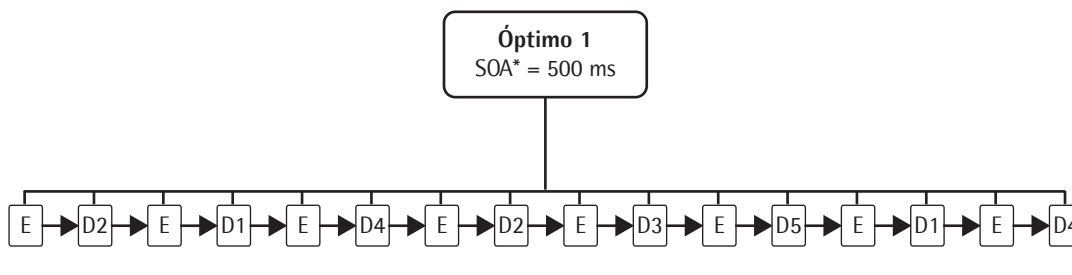 Óptimo 1
SOA* = 500 ms
E D2 E D1 E D4 E D2 E D3 E D5 E D1 E D4